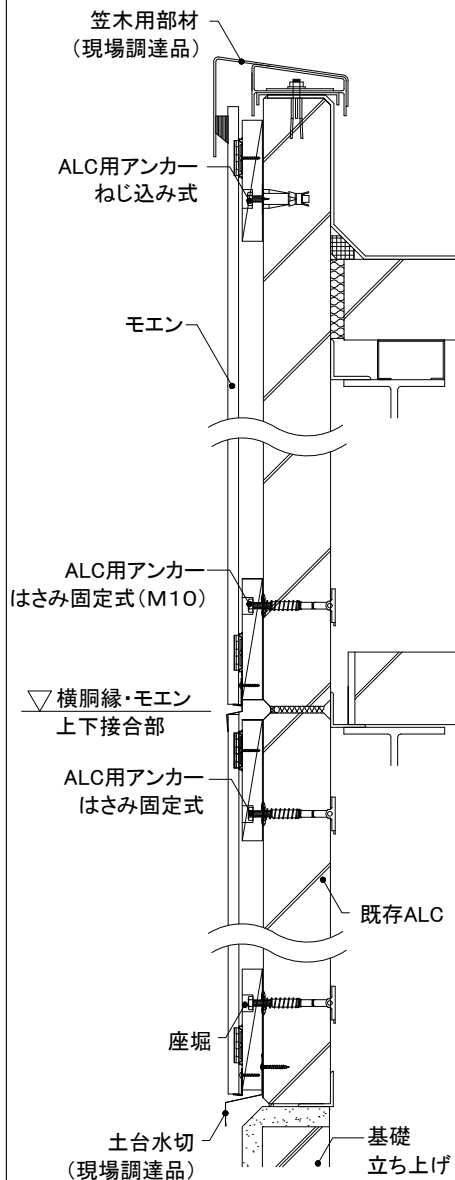 笠木用部材
（現場調達品）
ALC用アンカー
ねじ込み式
モエン
ALC用アンカー
はさみ固定式（M10）
▽ 横胴縁・モエン
上下接合部
ALC用アンカー
はさみ固定式
既存ALC
座堀
土台水切
（現場調達品）
基礎
立ち上げ